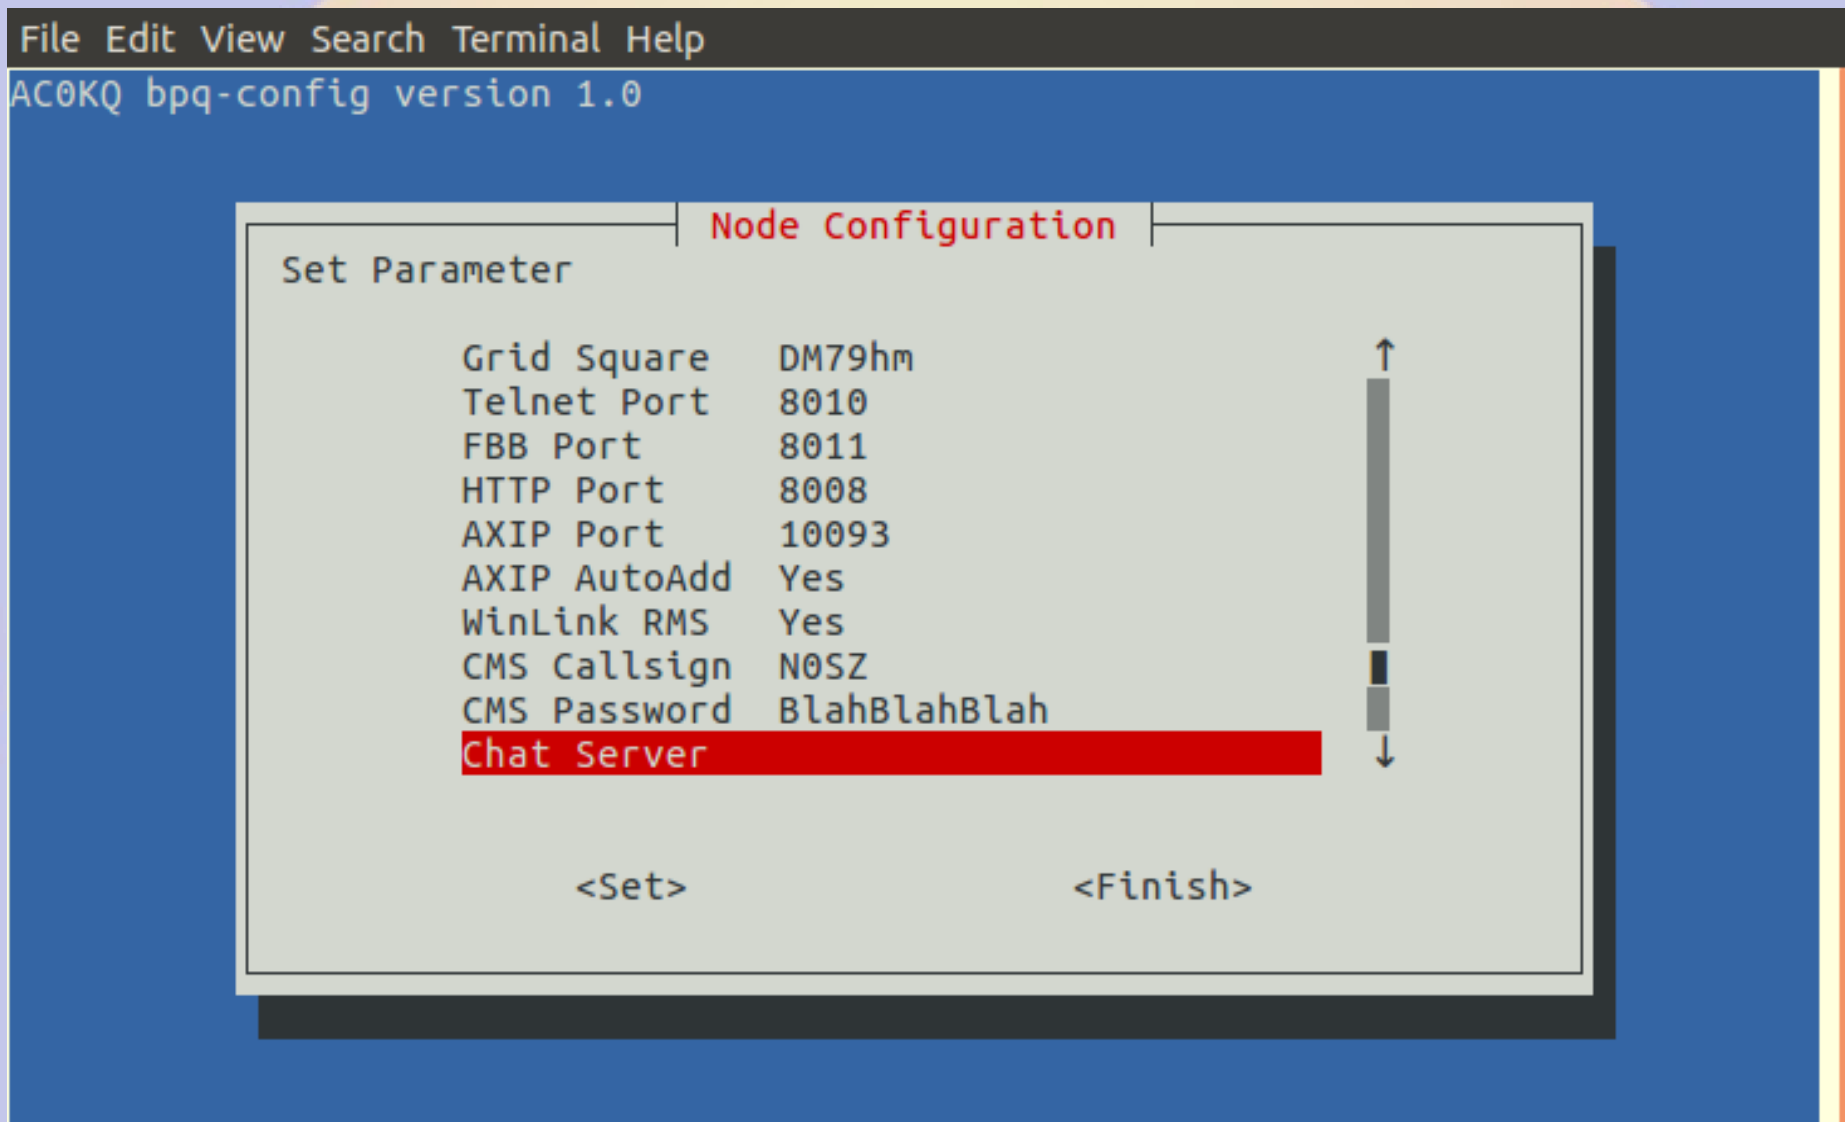 File Edit View Search Terminal Help
AC0KQ bpq-config version 1.0
Node Configuration
Set Parameter
Grid Square DM79hm
Telnet Port 8010
FBB Port 8011
HTTP Port 8008
AXIP Port 10093
AXIP AutoAdd Yes
WinLink RMS Yes
CMS Callsign N0SZ
CMS Password BlahBlahBlah
Chat Server
<Set> <Finish>